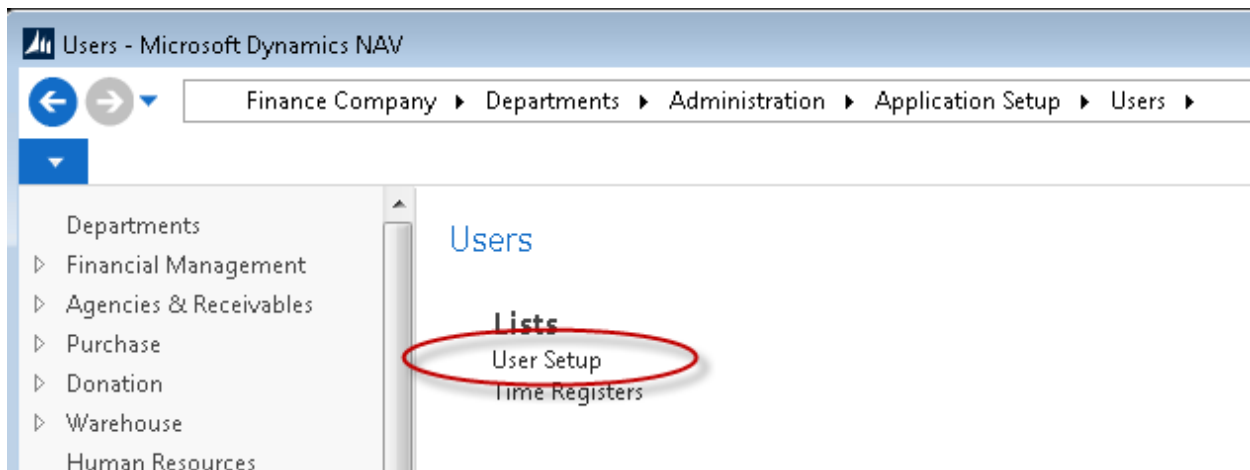 Users - Microsoft Dynamics NAV
Finance Company ▸ Departments ▸ Administration ▸ Application Setup ▸ Users ▸
Departments
Financial Management
Agencies & Receivables
Purchase
Donation
Warehouse
Human Resources
Users
Lists
User Setup
Time Registers